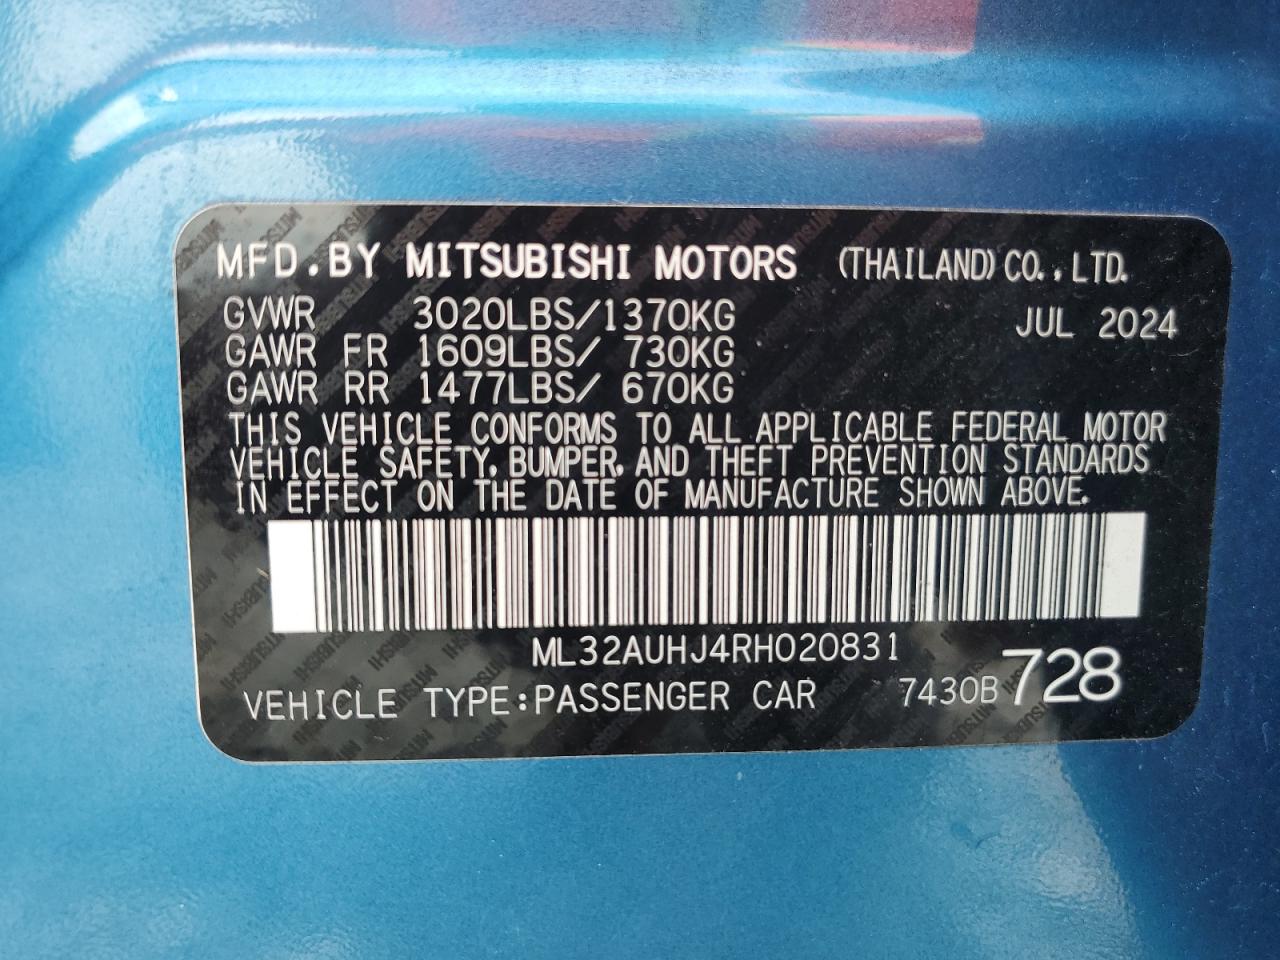 MFD.BY MITSUBISHI MOTORS (THAILAND) CO., LTD.
GVWR 3020LBS/1370KG JUL 2024
GAWR FR 1609LBS/ 730KG
GAWR RR 1477LBS/ 670KG
THIS VEHICLE CONFORMS TO ALL APPLICABLE FEDERAL MOTOR
VEHICLE SAFETY, BUMPER, AND THEFT PREVENTION STANDARDS
IN EFFECT ON THE DATE OF MANUFACTURE SHOWN ABOVE.
ML32AUHJ4RH020831
VEHICLE TYPE:PASSENGER CAR 7430B 728